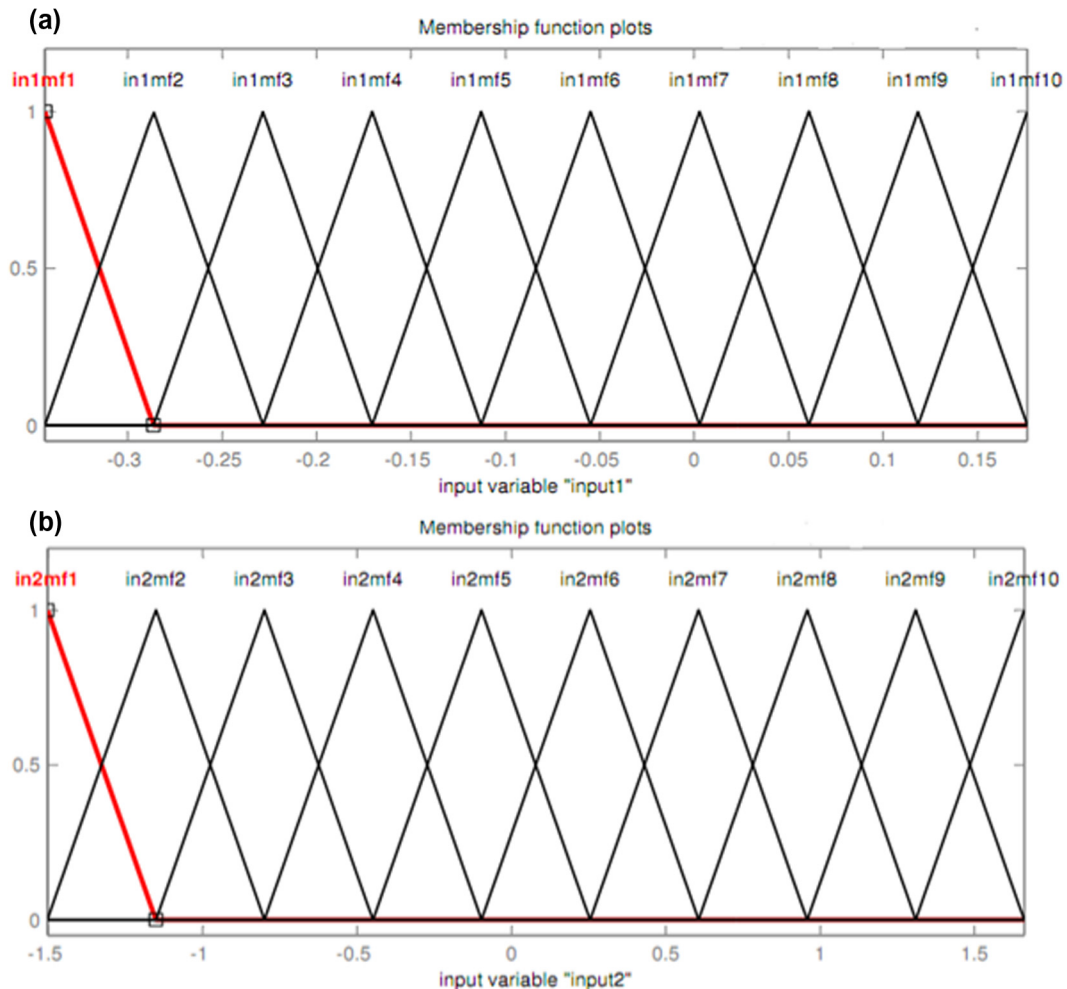 (a)
Membership function plots
in1mf1 in1mf2 in1mf3 in1mf4 in1mf5 in1mf6 in1mf7 in1mf8 in1mf9 in1mf10
1
0.5
0
-0.3 -0.25 -0.2 -0.15 -0.1 -0.05 0 0.05 0.1 0.15
input variable "input1"
(b)
Membership function plots
in2mf1 in2mf2 in2mf3 in2mf4 in2mf5 in2mf6 in2mf7 in2mf8 in2mf9 in2mf10
1
0.5
0
-1.5 -1 -0.5 0 0.5 1 1.5
input variable "input2"